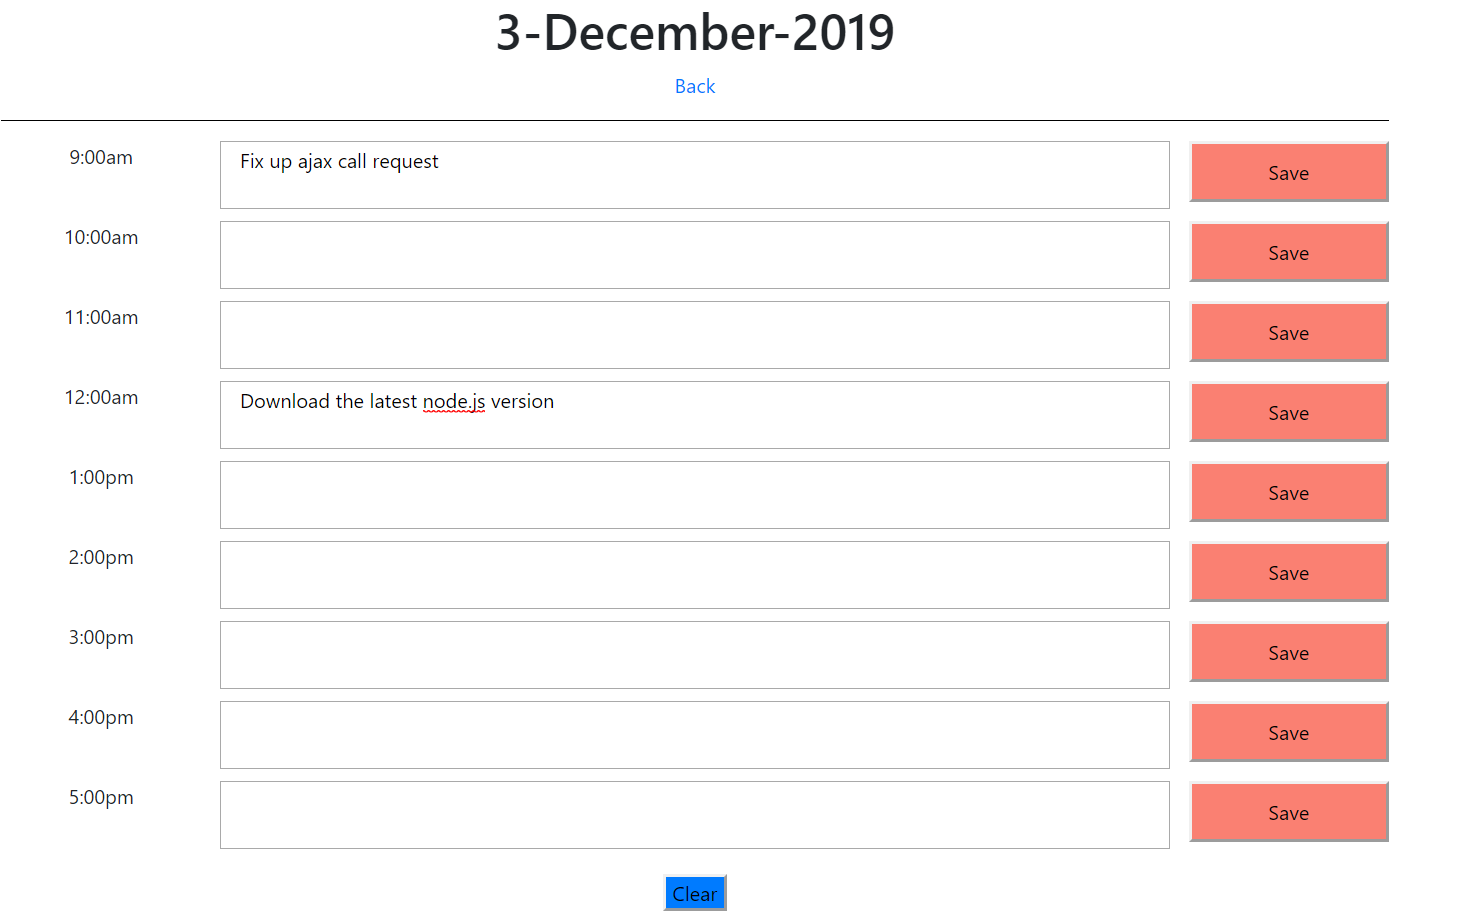 3-December-2019
Back
9:00am Fix up ajax call request Save
10:00am Save
11:00am Save
12:00am Download the latest node.js version Save
1:00pm Save
2:00pm Save
3:00pm Save
4:00pm Save
5:00pm Save
Clear